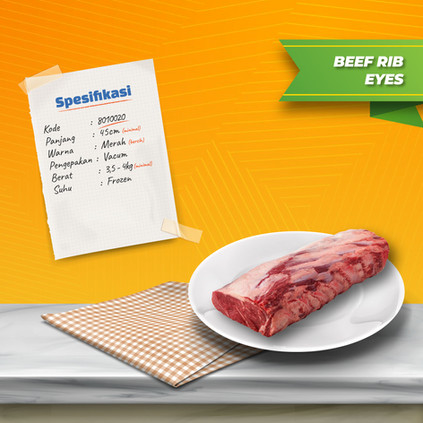 BEEF RIB
EYES
Spesifikasi
Kode : 8010020
Panjang : 45cm (minimal)
Warna : Merah (bersih)
Pengepakan : Vacum
Berat : 3,5 - 4kg (minimal)
Suhu : Frozen